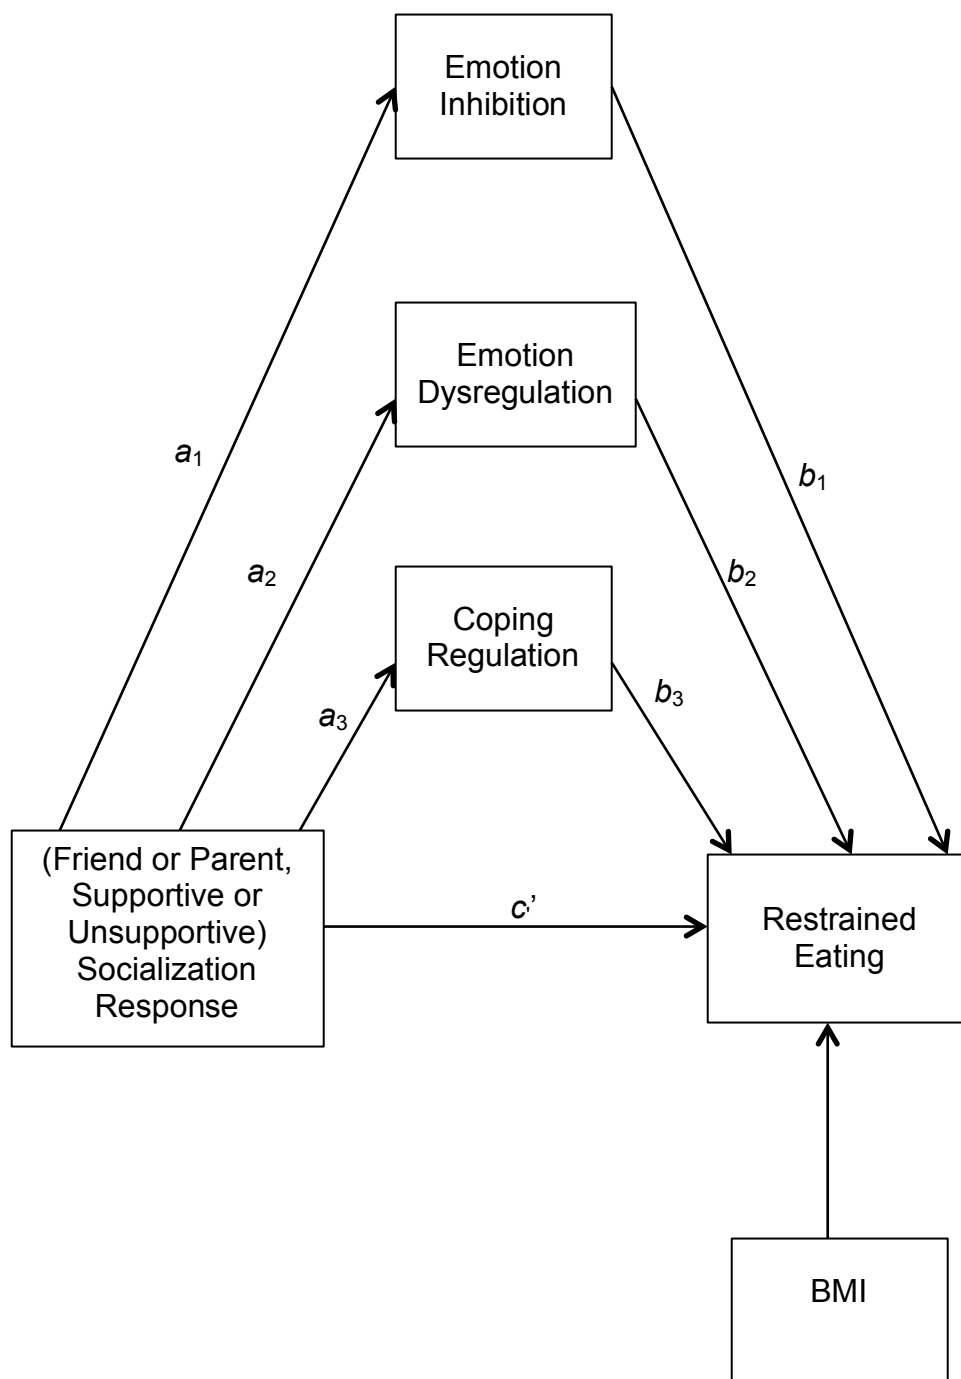 Emotion
Inhibition
Emotion
Dysregulation
a1
b1
a2
b2
Coping
Regulation
a3
b3
(Friend or Parent,
Supportive or
Unsupportive)
Socialization
Response
c’
Restrained
Eating
BMI